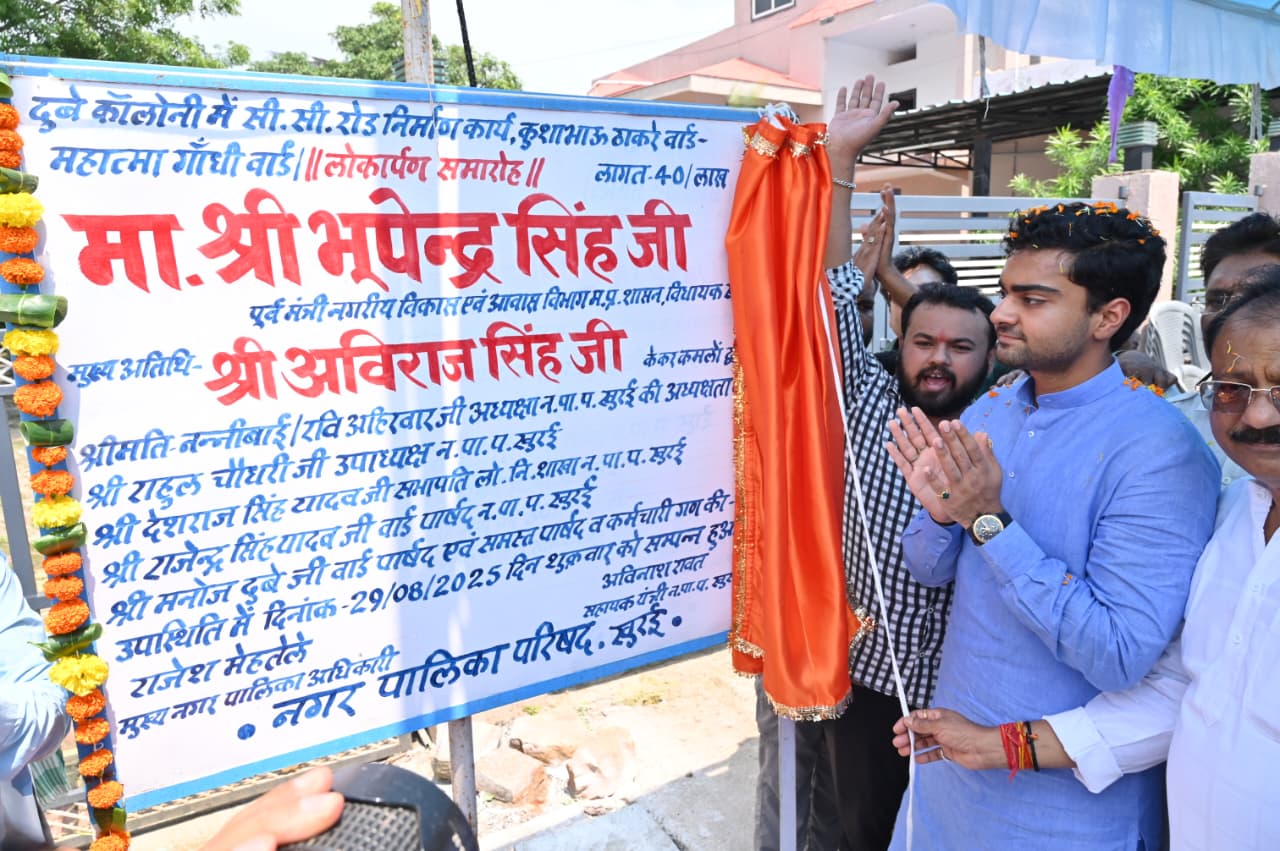 दुबे कॉलोनी में सी.सी.रोड निर्माण कार्य,कुशाभाऊ ठाकरे वार्ड-
महात्मा गाँधी वार्ड/॥लोकार्पण समारोह॥ लागत-40/लाख
मा.श्री भूपेन्द्र सिंह जी
पूर्व मंत्री नगरीय विकास एवं आवास विभाग म.प्र.शासन,विधायक
मुख्य अतिथि- श्री अविराज सिंह जी के कर कमलों
श्रीमति-नन्नीबाई/रवि अहिरवार जी अध्यक्षा न.पा.प.खुरई की अध्यक्षता
श्री राहुल चौधरी जी उपाध्यक्ष न.पा.प.खुरई
श्री देशराज सिंह यादव जी सभापति लो.नि.शाखा न.पा.प.खुरई
श्री राजेन्द्र सिंह यादव जी वार्ड पार्षद न.पा.प.खुरई
श्री मनोज दुबे जी वार्ड पार्षद एवं समस्त पार्षद व कर्मचारी गण की-
उपस्थिति में दिनांक-29/08/2025 दिन शुक्रवार को सम्पन्न हुआ
राजेश मेहतेले अविनाश रावत
मुख्य नगर पालिका अधिकारी सहायक यंत्री न.पा.प.
• नगर पालिका परिषद.खुरई •